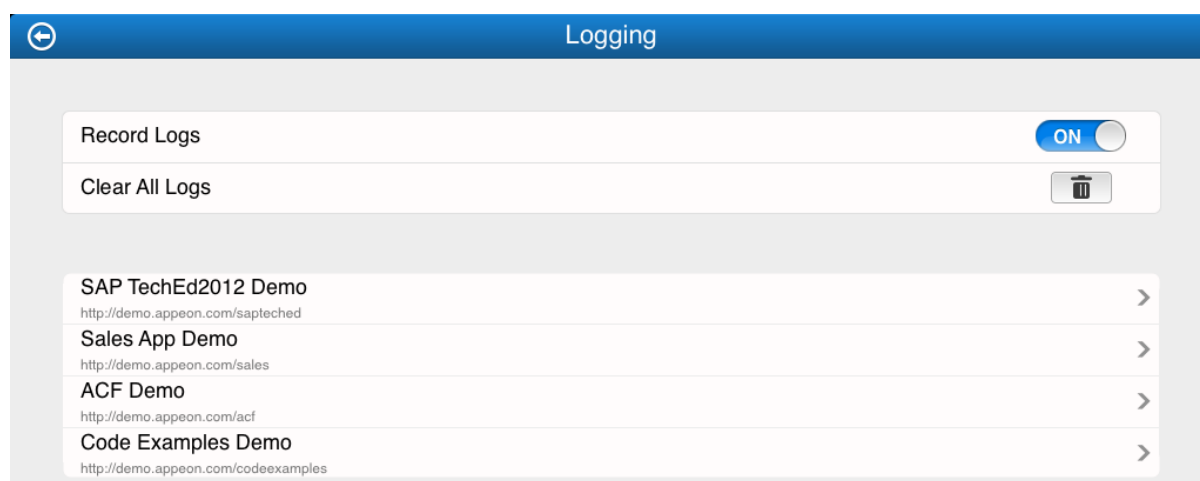 Logging
Record Logs
ON
Clear All Logs
SAP TechEd2012 Demo
http://demo.appeon.com/sapteched
Sales App Demo
http://demo.appeon.com/sales
ACF Demo
http://demo.appeon.com/acf
Code Examples Demo
http://demo.appeon.com/codeexamples